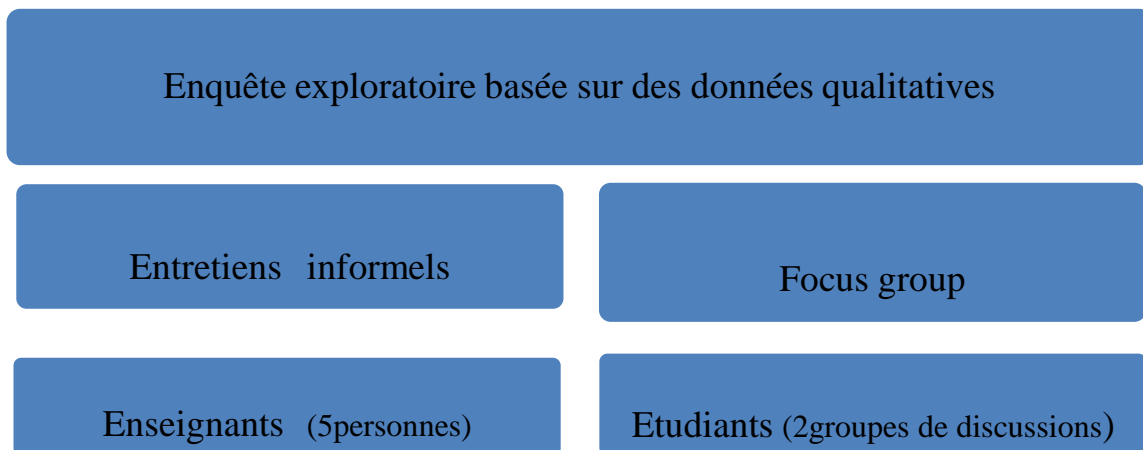 Enquête exploratoire basée sur des données qualitatives
Entretiens informels
Focus group
Enseignants (5personnes)
Etudiants (2groupes de discussions)